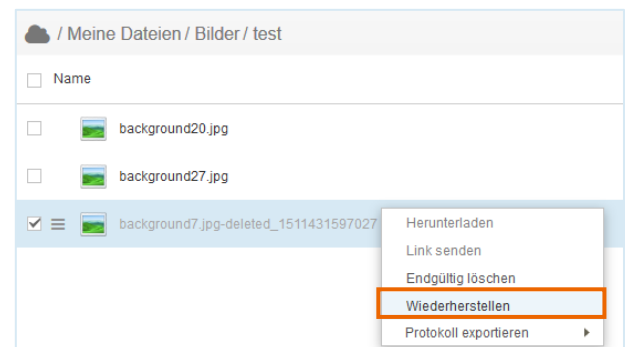 / Meine Dateien / Bilder / test
Name
background20.jpg
background27.jpg
background7.jpg-deleted_1511431597027
Herunterladen
Link senden
Endgültig löschen
Wiederherstellen
Protokoll exportieren